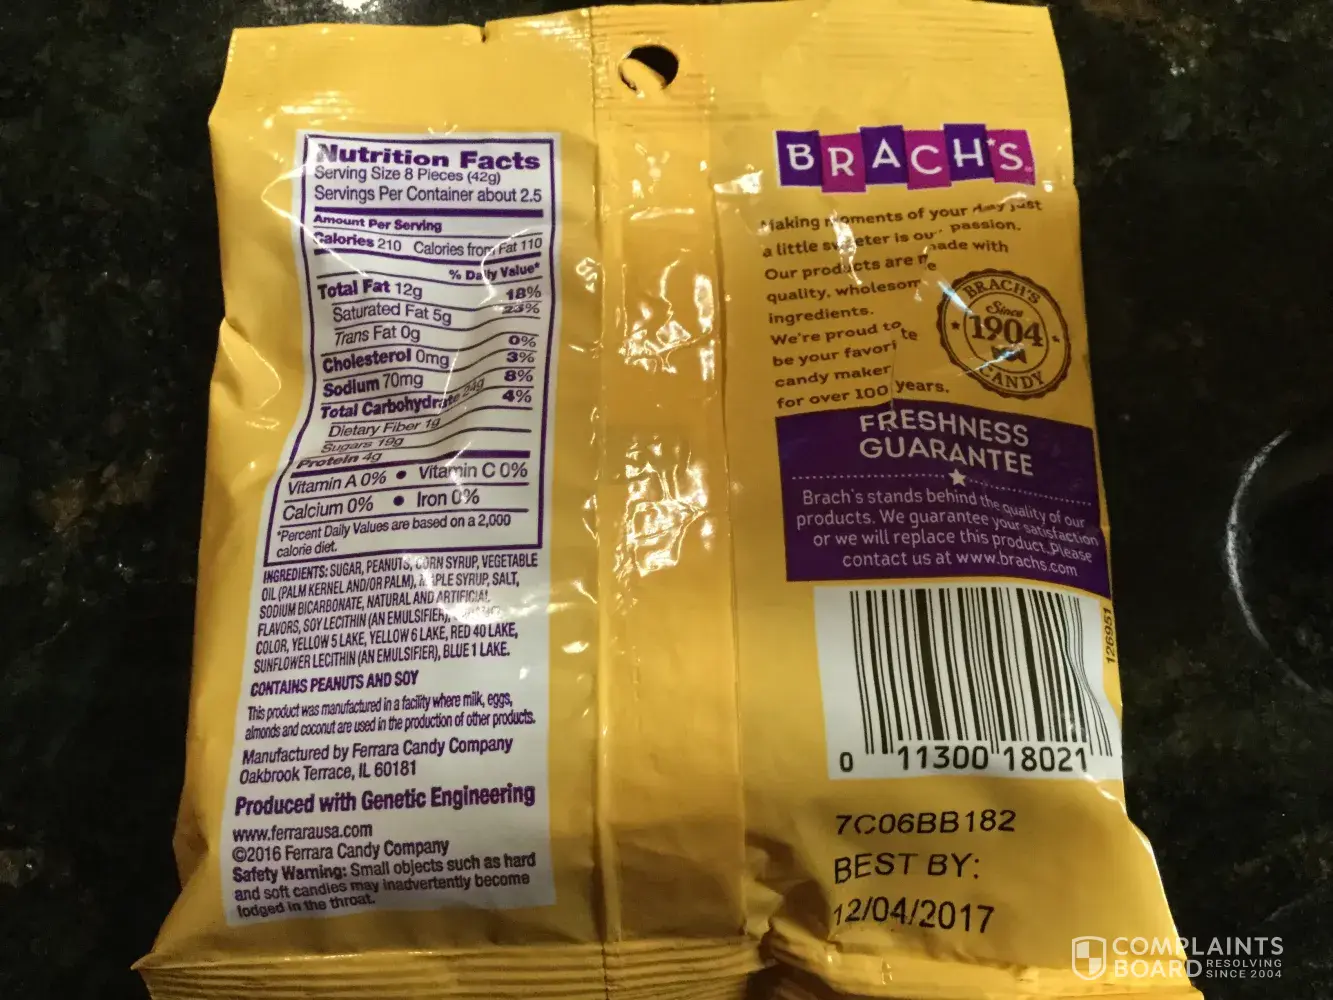 Nutrition Facts
Serving Size 8 Pieces (42g)
Servings Per Container about 2.5
Amount Per Serving
Calories 210 Calories from Fat 110
% Daily Value*
Total Fat 12g 18%
Saturated Fat 5g 23%
Trans Fat 0g
Cholesterol 0mg 0%
Sodium 70mg 3%
Total Carbohydrate 24g 8%
Dietary Fiber 1g 4%
Sugars 19g
Protein 4g
Vitamin A 0% • Vitamin C 0%
Calcium 0% • Iron 0%
*Percent Daily Values are based on a 2,000
calorie diet.
INGREDIENTS: SUGAR, PEANUTS, CORN SYRUP, VEGETABLE
OIL (PALM KERNEL AND/OR PALM), MAPLE SYRUP, SALT,
SODIUM BICARBONATE, NATURAL AND ARTIFICIAL
FLAVORS, SOY LECITHIN (AN EMULSIFIER),
COLOR, YELLOW 5 LAKE, YELLOW 6 LAKE, RED 40 LAKE,
SUNFLOWER LECITHIN (AN EMULSIFIER), BLUE 1 LAKE.
CONTAINS PEANUTS AND SOY
This product was manufactured in a facility where milk, eggs,
almonds and coconut are used in the production of other products.
Manufactured by Ferrara Candy Company
Oakbrook Terrace, IL 60181
Produced with Genetic Engineering
www.ferrarausa.com
©2016 Ferrara Candy Company
Safety Warning: Small objects such as hard
and soft candies may inadvertently become
lodged in the throat.
BRACH'S
Making moments of your day just
a little sweeter is our passion.
Our products are made with
quality, wholesome
ingredients.
We're proud to
be your favorite
candy maker
for over 100 years.
BRACH'S
Since
1904
CANDY
FRESHNESS
GUARANTEE
Brach's stands behind the quality of our
products. We guarantee your satisfaction
or we will replace this product. Please
contact us at www.brachs.com
126951
0 11300 18021
7C06BB182
BEST BY:
12/04/2017
COMPLAINTS
BOARD RESOLVING
SINCE 2004